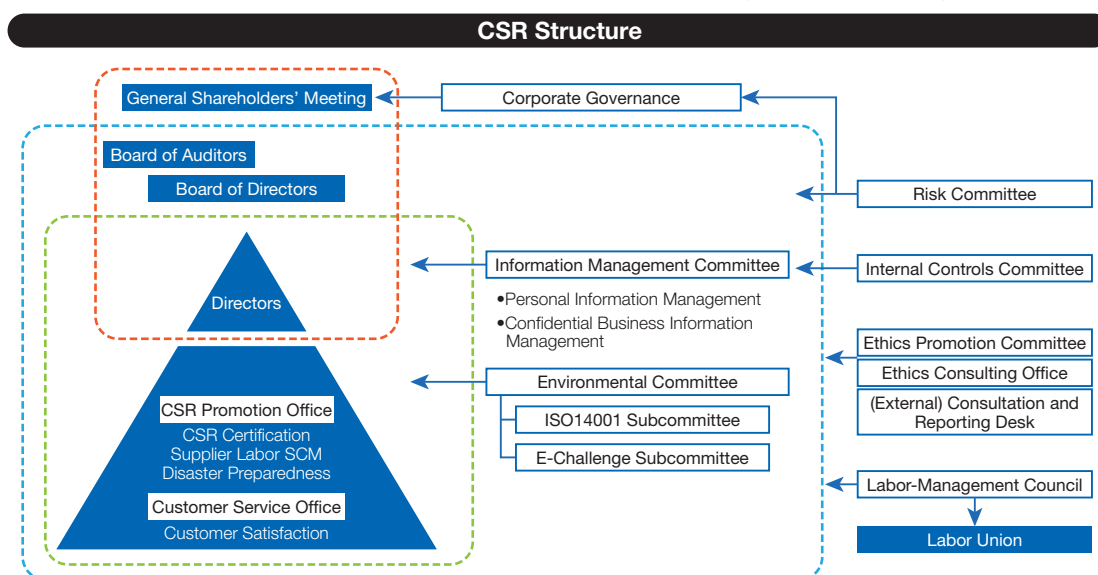 CSR Structure
General Shareholders' Meeting
Corporate Governance
Board of Auditors
Board of Directors
Risk Committee
Directors
Information Management Committee
•Personal Information Management
•Confidential Business Information
Management
Internal Controls Committee
Ethics Promotion Committee
Ethics Consulting Office
(External) Consultation and
Reporting Desk
Environmental Committee
ISO14001 Subcommittee
E-Challenge Subcommittee
CSR Promotion Office
CSR Certification
Supplier Labor SCM
Disaster Preparedness
Customer Service Office
Customer Satisfaction
Labor-Management Council
Labor Union